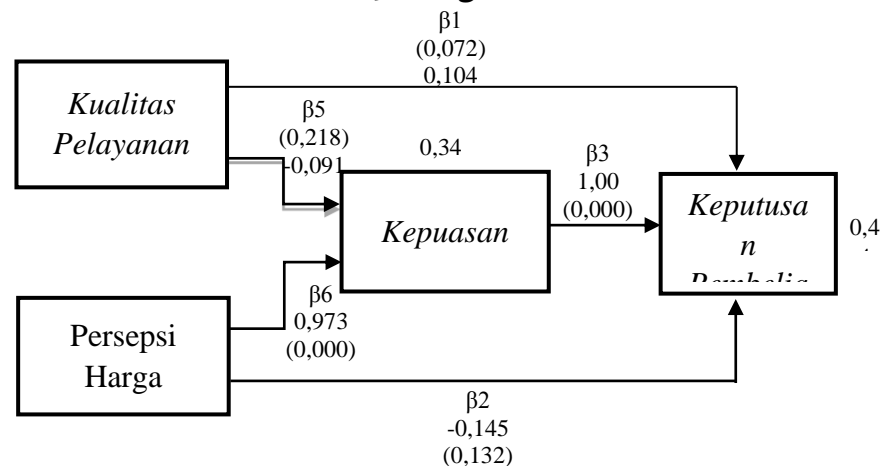 β1
(0,072)
0,104
Kualitas
Pelayanan
β5
(0,218)
-0,091
0,34
β3
1,00
(0,000)
Kepuasan
Keputusa
n
0,4
β6
0,973
(0,000)
Persepsi
Harga
β2
-0,145
(0,132)